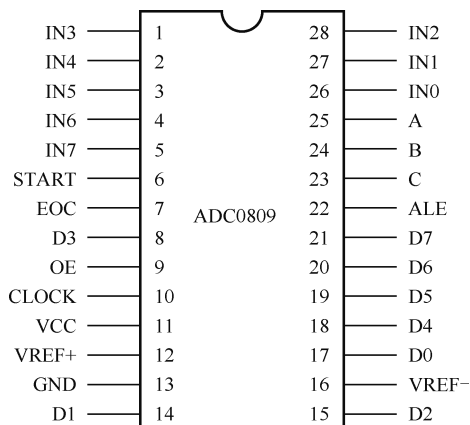 IN3 1 28 IN2
IN4 2 27 IN1
IN5 3 26 IN0
IN6 4 25 A
IN7 5 24 B
START 6 23 C
EOC 7 22 ALE
ADC0809
D3 8 21 D7
OE 9 20 D6
CLOCK 10 19 D5
VCC 11 18 D4
VREF+ 12 17 D0
GND 13 16 VREF−
D1 14 15 D2